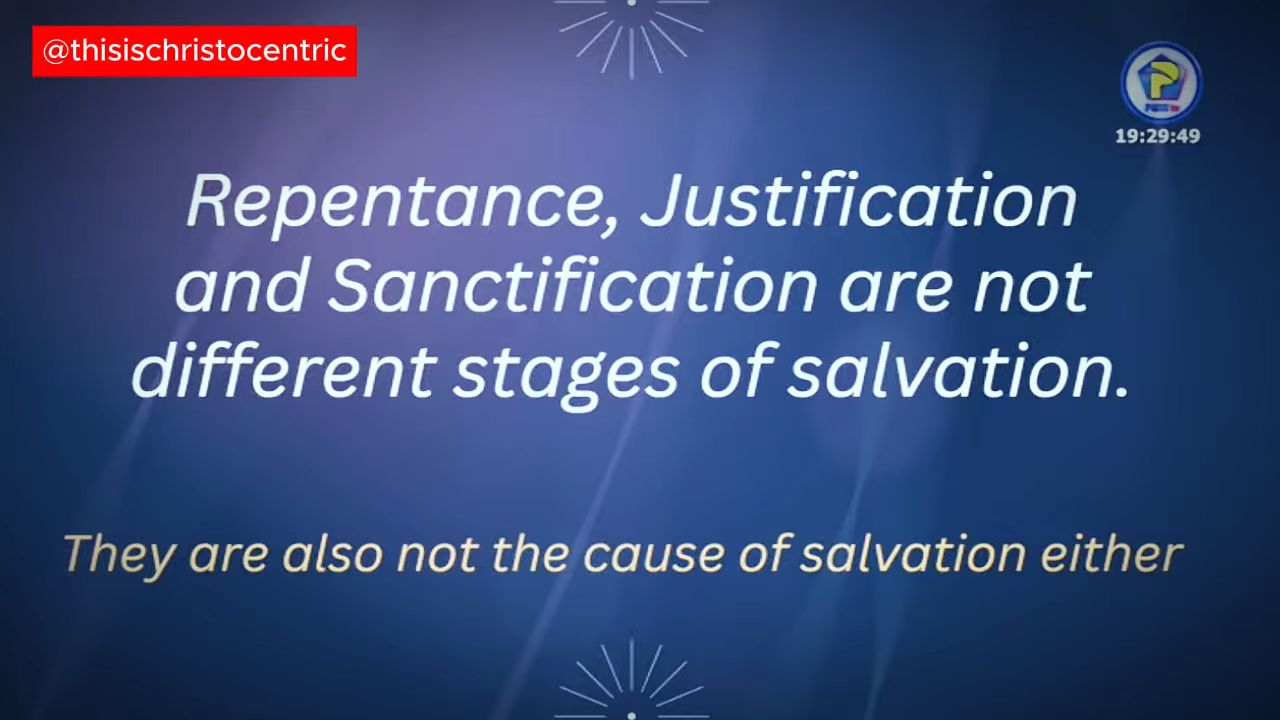 @thisischristocentric
19:29:49
Repentance, Justification
and Sanctification are not
different stages of salvation.
They are also not the cause of salvation either